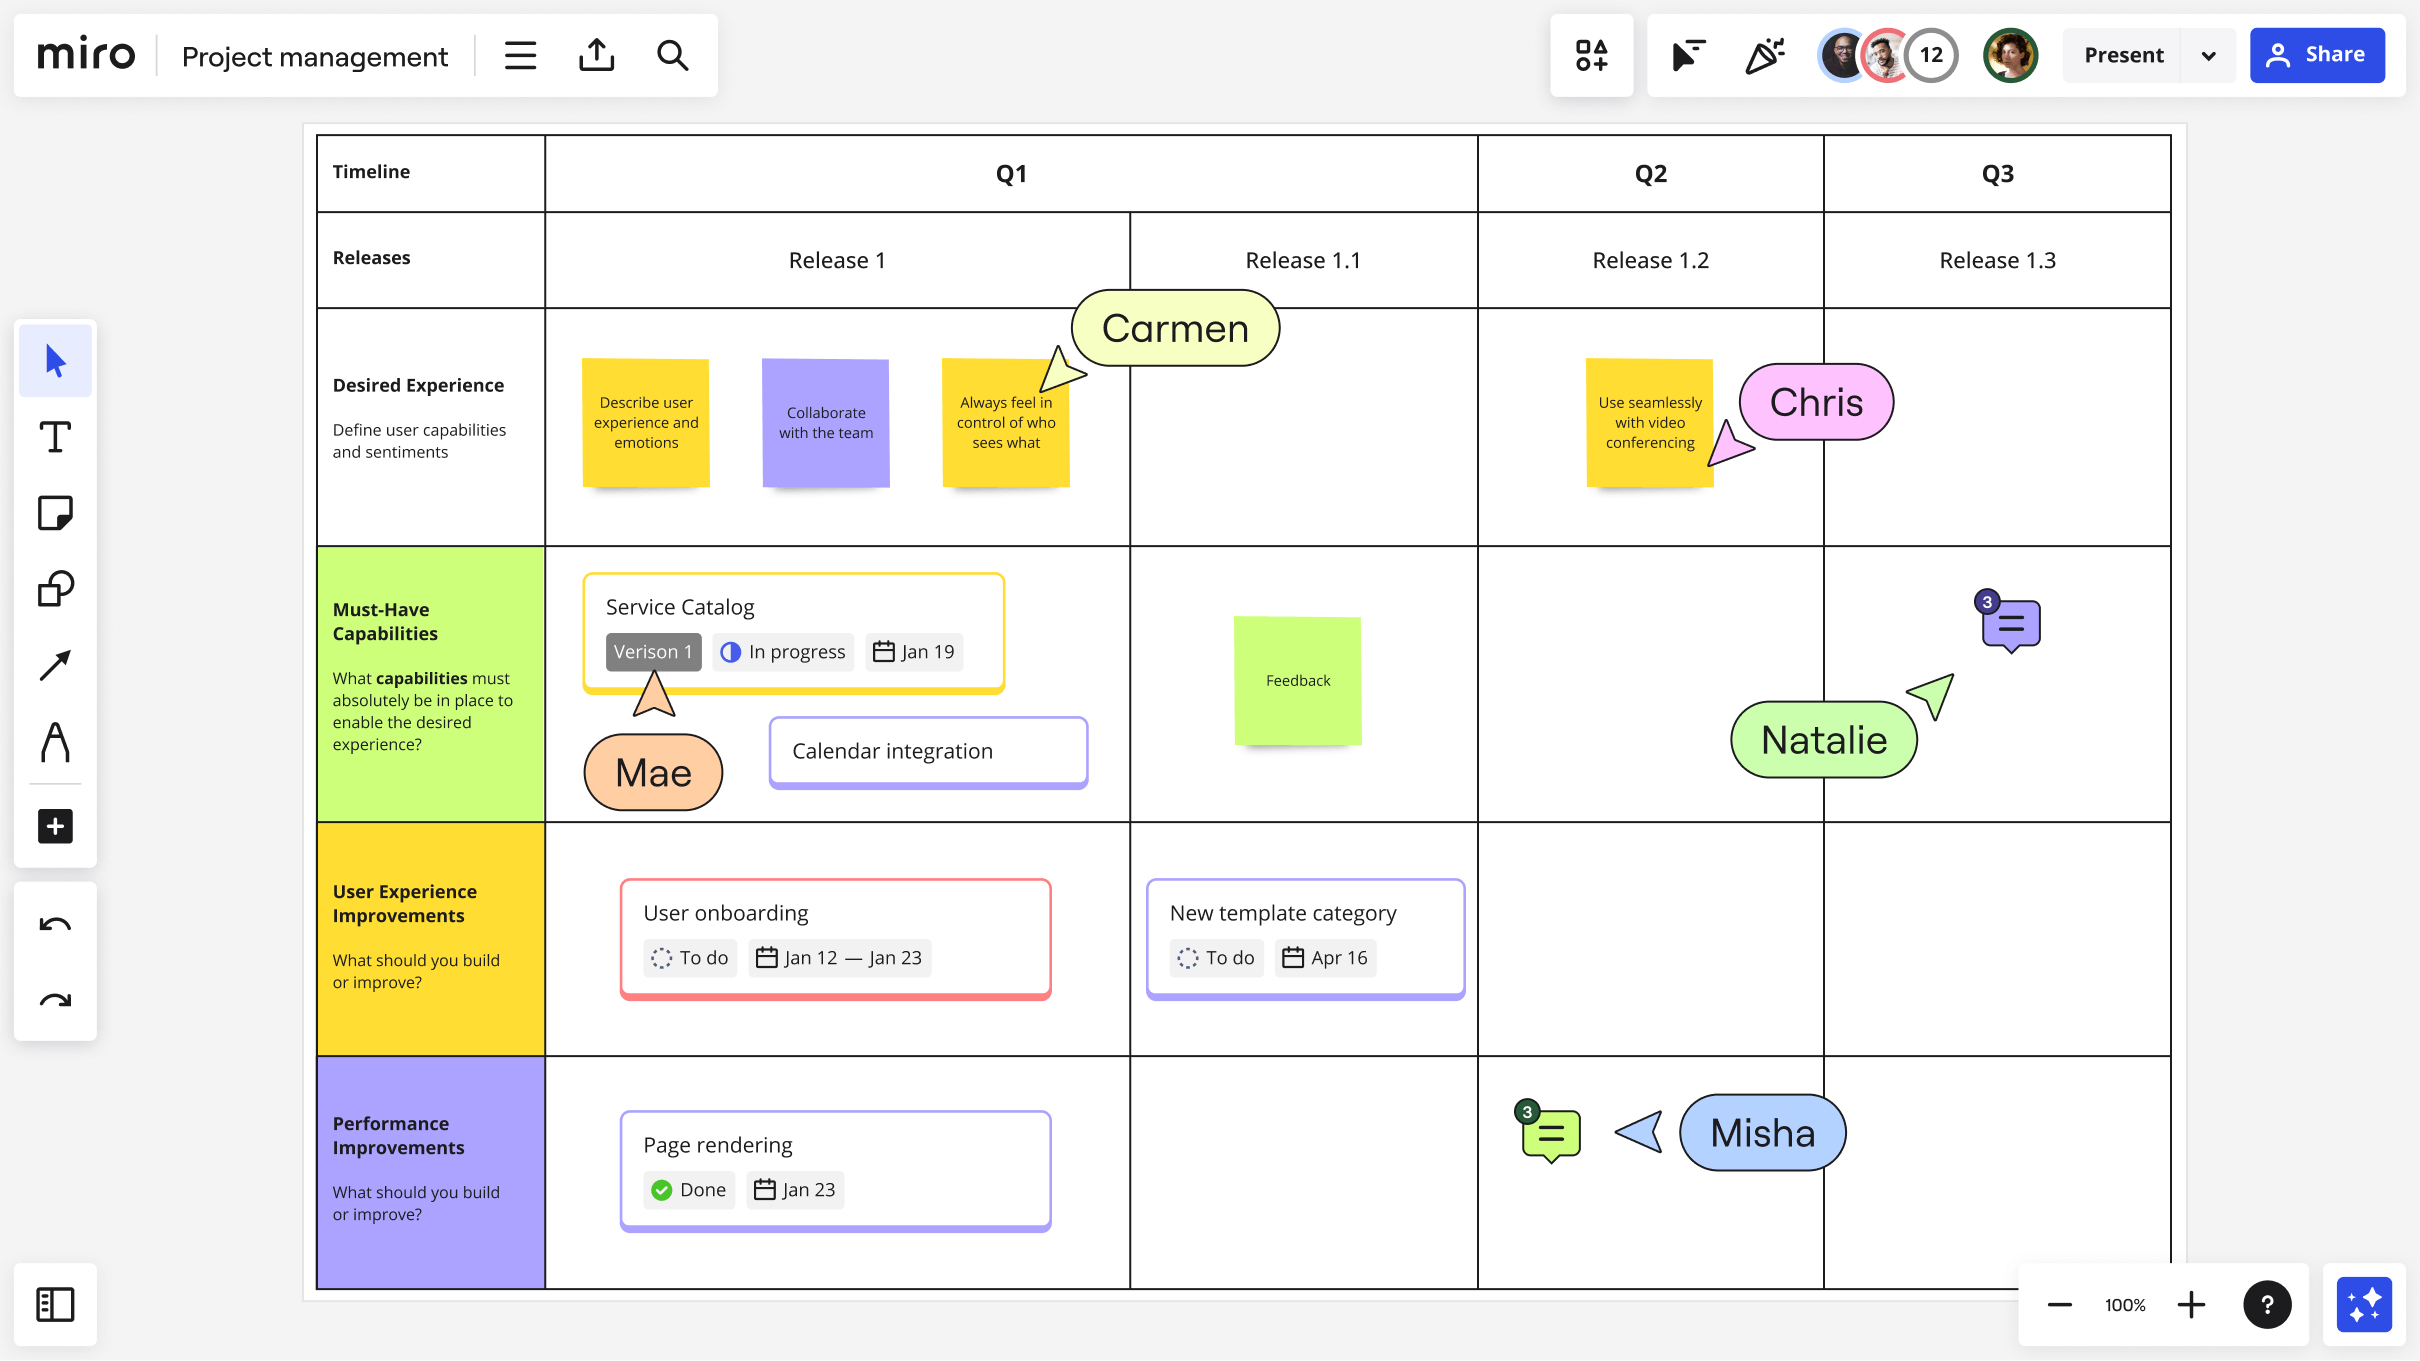 miro
Project management
12
Present
Share
Timeline
Q1
Q2
Q3
Releases
Release 1
Release 1.1
Release 1.2
Release 1.3
Carmen
Desired Experience
Define user capabilities
and sentiments
Describe user
experience and
emotions
Collaborate
with the team
Always feel in
control of who
sees what
Use seamlessly
with video
conferencing
Chris
Must-Have
Capabilities
What capabilities must
absolutely be in place to
enable the desired
experience?
Service Catalog
Verison 1
In progress
Jan 19
Mae
Calendar integration
Feedback
3
Natalie
User Experience
Improvements
What should you build
or improve?
User onboarding
To do
Jan 12 — Jan 23
New template category
To do
Apr 16
Performance
Improvements
What should you build
or improve?
Page rendering
Done
Jan 23
3
Misha
100%
?